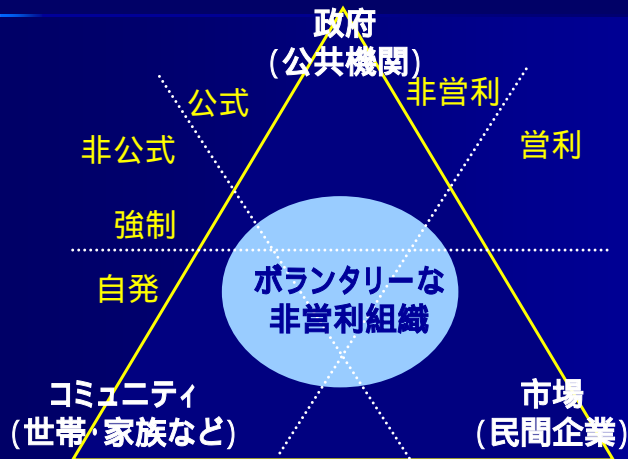 政府
(公共機関)
公式
非営利
非公式
営利
強制
自発
ボランタリーな
非営利組織
コミュニティ
(世帯・家族など)
市場
(民間企業)